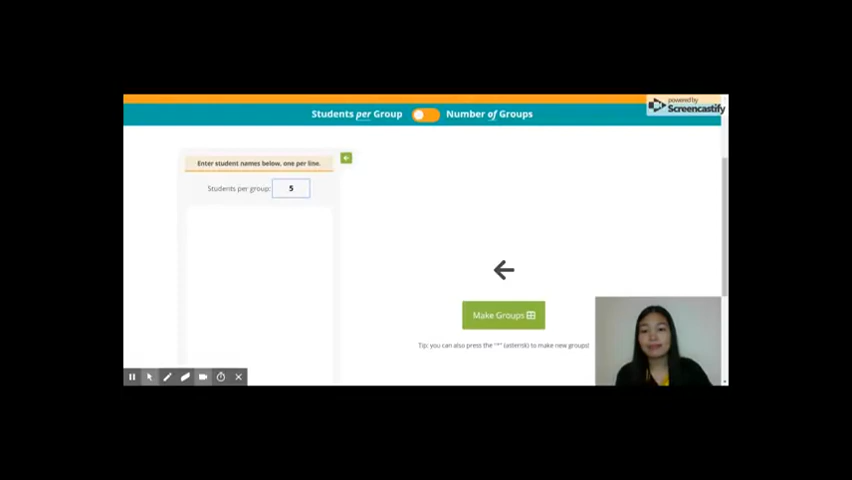 powered by
Screencastify
Students per Group
Number of Groups
Enter student names below, one per line.
Students per group:
5
Make Groups
Tip: you can also press the "*" (asterisk) to make new groups!